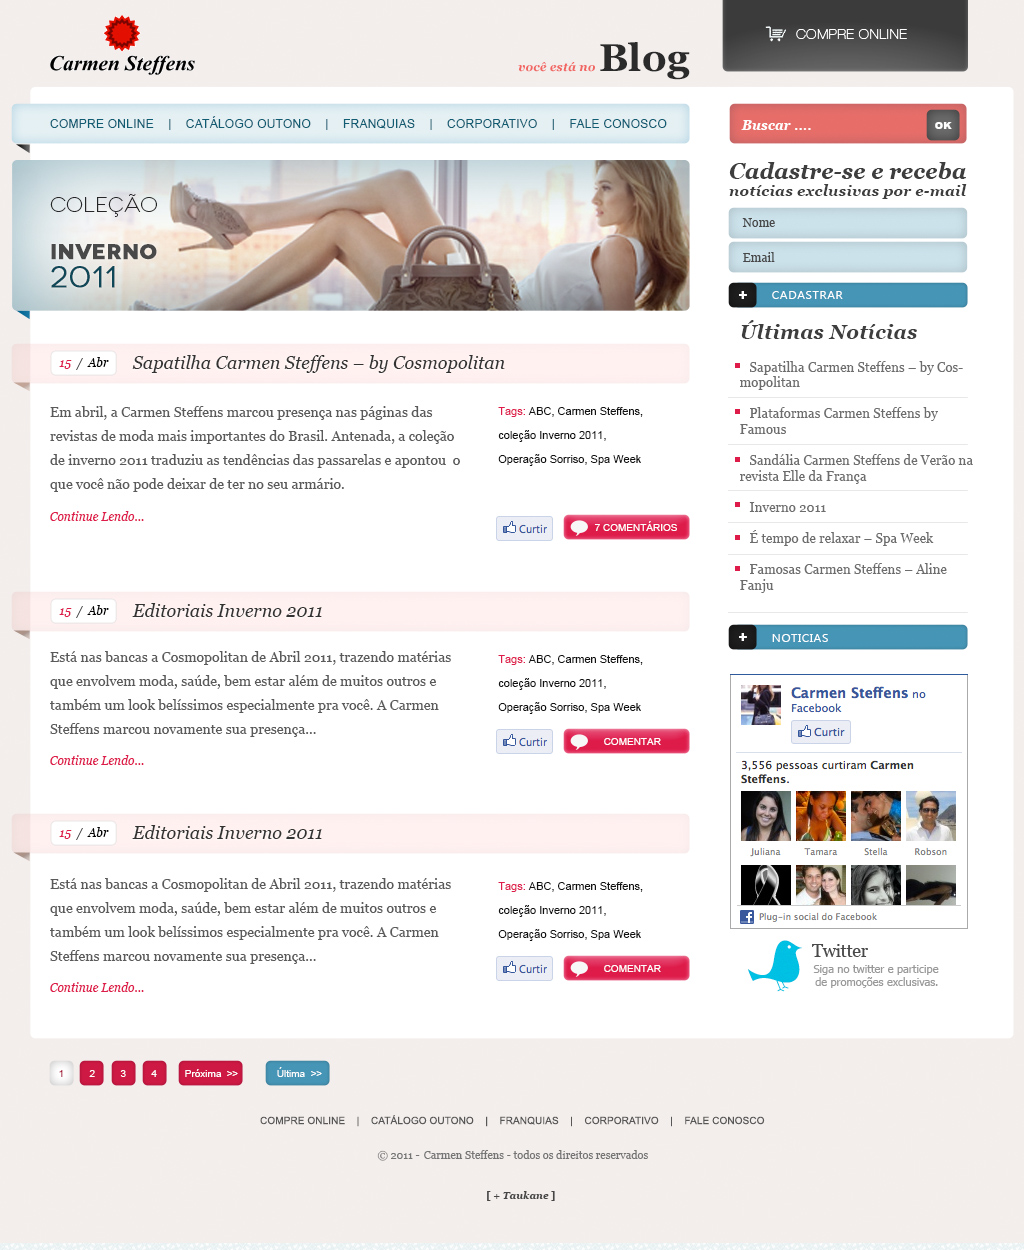 Carmen Steffens
você está no Blog
COMPRE ONLINE
COMPRE ONLINE | CATÁLOGO OUTONO | FRANQUIAS | CORPORATIVO | FALE CONOSCO
COLEÇÃO
INVERNO
2011
15 / Abr Sapatilha Carmen Steffens – by Cosmopolitan
Em abril, a Carmen Steffens marcou presença nas páginas das
revistas de moda mais importantes do Brasil. Antenada, a coleção
de inverno 2011 traduziu as tendências das passarelas e apontou o
que você não pode deixar de ter no seu armário.
Continue Lendo...
Tags: ABC, Carmen Steffens,
coleção Inverno 2011,
Operação Sorriso, Spa Week
Curtir
7 COMENTÁRIOS
15 / Abr Editoriais Inverno 2011
Está nas bancas a Cosmopolitan de Abril 2011, trazendo matérias
que envolvem moda, saúde, bem estar além de muitos outros e
também um look belíssimos especialmente pra você. A Carmen
Steffens marcou novamente sua presença...
Continue Lendo...
Tags: ABC, Carmen Steffens,
coleção Inverno 2011,
Operação Sorriso, Spa Week
Curtir
COMENTAR
15 / Abr Editoriais Inverno 2011
Está nas bancas a Cosmopolitan de Abril 2011, trazendo matérias
que envolvem moda, saúde, bem estar além de muitos outros e
também um look belíssimos especialmente pra você. A Carmen
Steffens marcou novamente sua presença...
Continue Lendo...
Tags: ABC, Carmen Steffens,
coleção Inverno 2011,
Operação Sorriso, Spa Week
Curtir
COMENTAR
Buscar ....
OK
Cadastre-se e receba
notícias exclusivas por e-mail
Nome
Email
+ CADASTRAR
Últimas Notícias
Sapatilha Carmen Steffens – by Cos-
mopolitan
Plataformas Carmen Steffens by
Famous
Sandália Carmen Steffens de Verão na
revista Elle da França
Inverno 2011
É tempo de relaxar – Spa Week
Famosas Carmen Steffens – Aline
Fanju
+ NOTICIAS
Carmen Steffens no
Facebook
Curtir
3,556 pessoas curtiram Carmen
Steffens.
Juliana Tamara Stella Robson
Plug-in social do Facebook
Twitter
Siga no twitter e participe
de promoções exclusivas.
1 2 3 4 Próxima >> Última >>
COMPRE ONLINE | CATÁLOGO OUTONO | FRANQUIAS | CORPORATIVO | FALE CONOSCO
© 2011 - Carmen Steffens - todos os direitos reservados
[ + Taukane ]